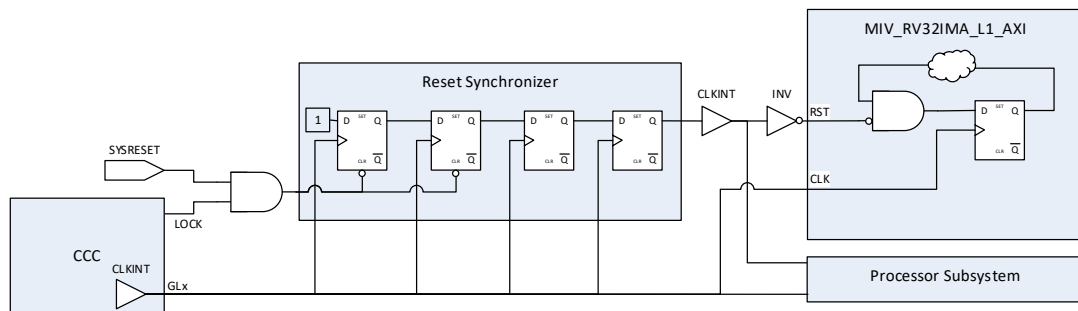 MIV_RV32IMA_L1_AXI
Reset Synchronizer
CLKINT
INV
RST
1
D SET Q
CLR Q
D SET Q
CLR Q
D SET Q
CLR Q
D SET Q
CLR Q
D SET Q
CLR Q
SYSRESET
CLK
LOCK
CCC
CLKINT
GLx
Processor Subsystem